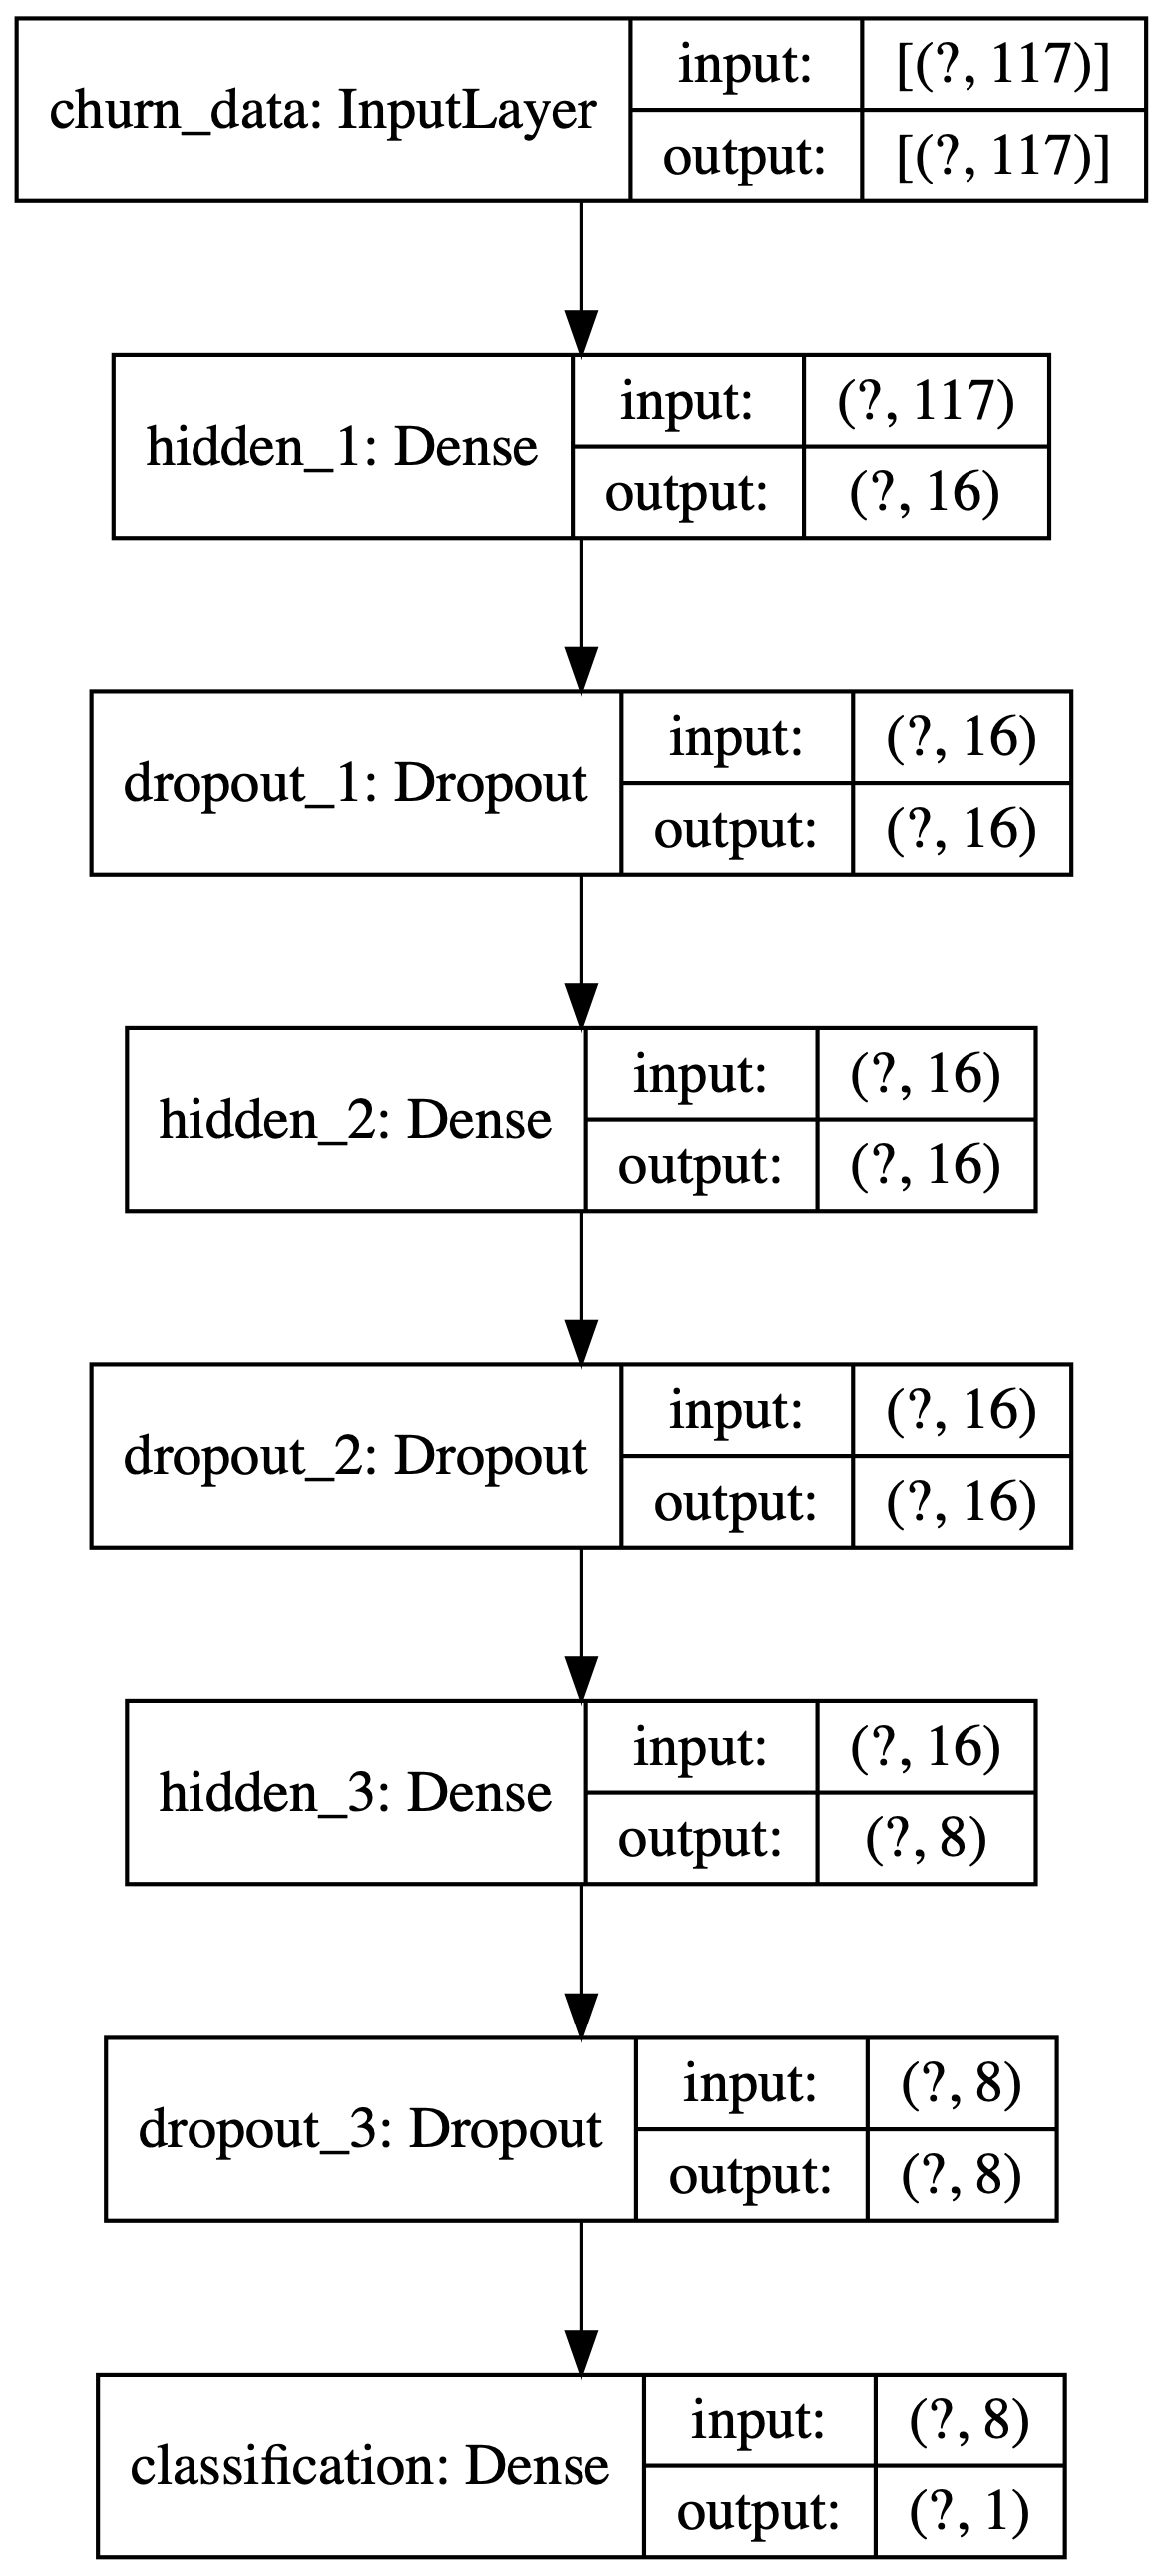 churn_data: InputLayer
input: [(?, 117)]
output: [(?, 117)]
hidden_1: Dense
input: (?, 117)
output: (?, 16)
dropout_1: Dropout
input: (?, 16)
output: (?, 16)
hidden_2: Dense
input: (?, 16)
output: (?, 16)
dropout_2: Dropout
input: (?, 16)
output: (?, 16)
hidden_3: Dense
input: (?, 16)
output: (?, 8)
dropout_3: Dropout
input: (?, 8)
output: (?, 8)
classification: Dense
input: (?, 8)
output: (?, 1)